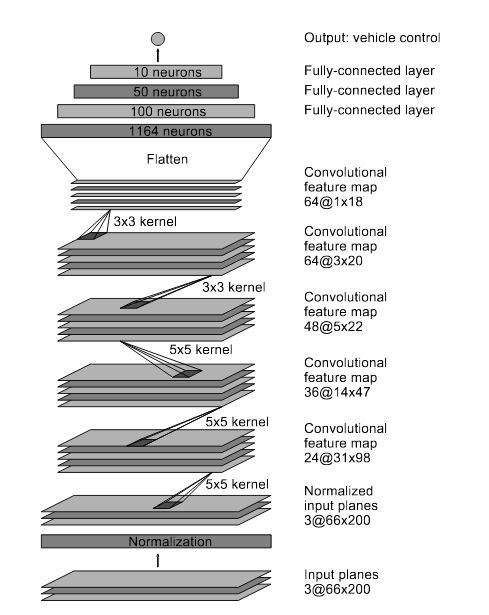 Output: vehicle control
10 neurons
Fully-connected layer
50 neurons
Fully-connected layer
100 neurons
Fully-connected layer
1164 neurons
Flatten
Convolutional
feature map
64@1x18
3x3 kernel
Convolutional
feature map
64@3x20
3x3 kernel
Convolutional
feature map
48@5x22
5x5 kernel
Convolutional
feature map
36@14x47
5x5 kernel
Convolutional
feature map
24@31x98
5x5 kernel
Normalized
input planes
3@66x200
Normalization
Input planes
3@66x200